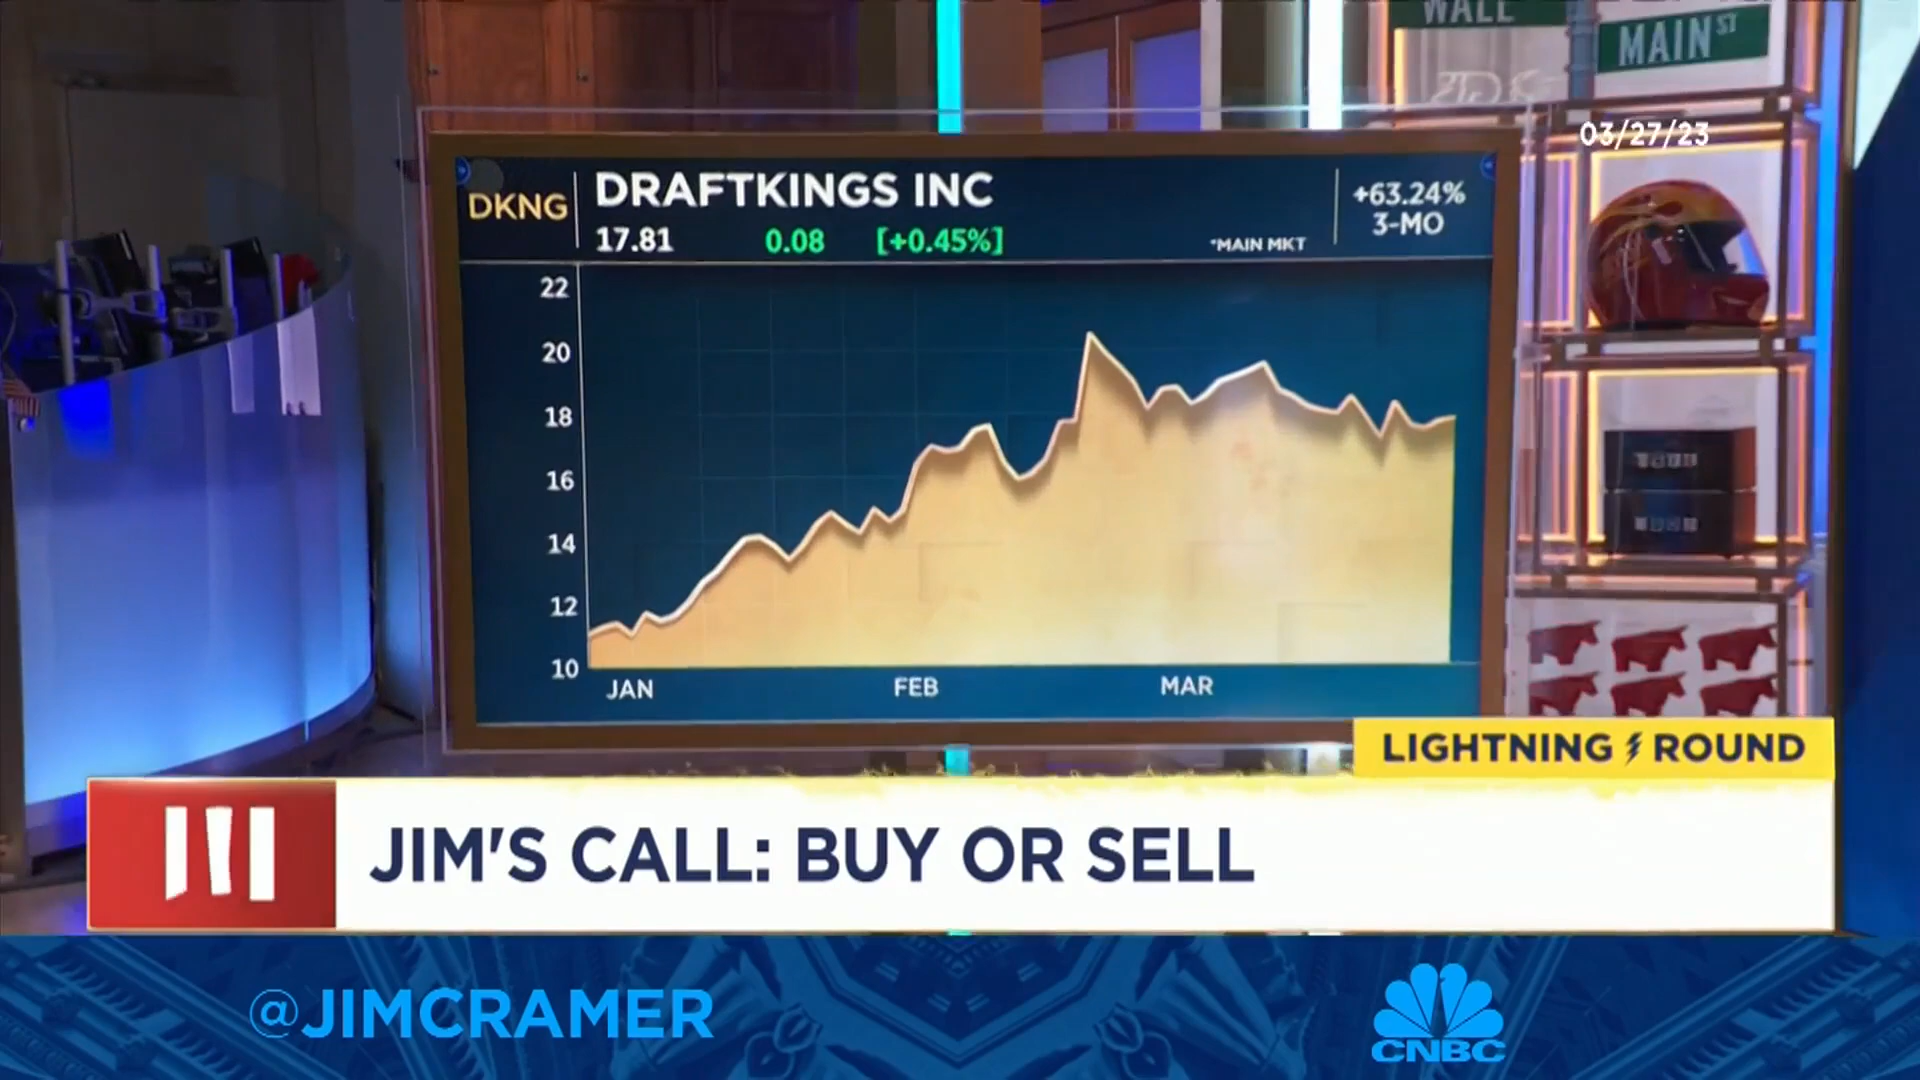 WALL
MAIN ST
03/27/23
DKNG
DRAFTKINGS INC
17.81 0.08 [+0.45%]
*MAIN MKT
+63.24%
3-MO
22
20
18
16
14
12
10
JAN FEB MAR
LIGHTNING ROUND
JIM'S CALL: BUY OR SELL
@JIMCRAMER
CNBC